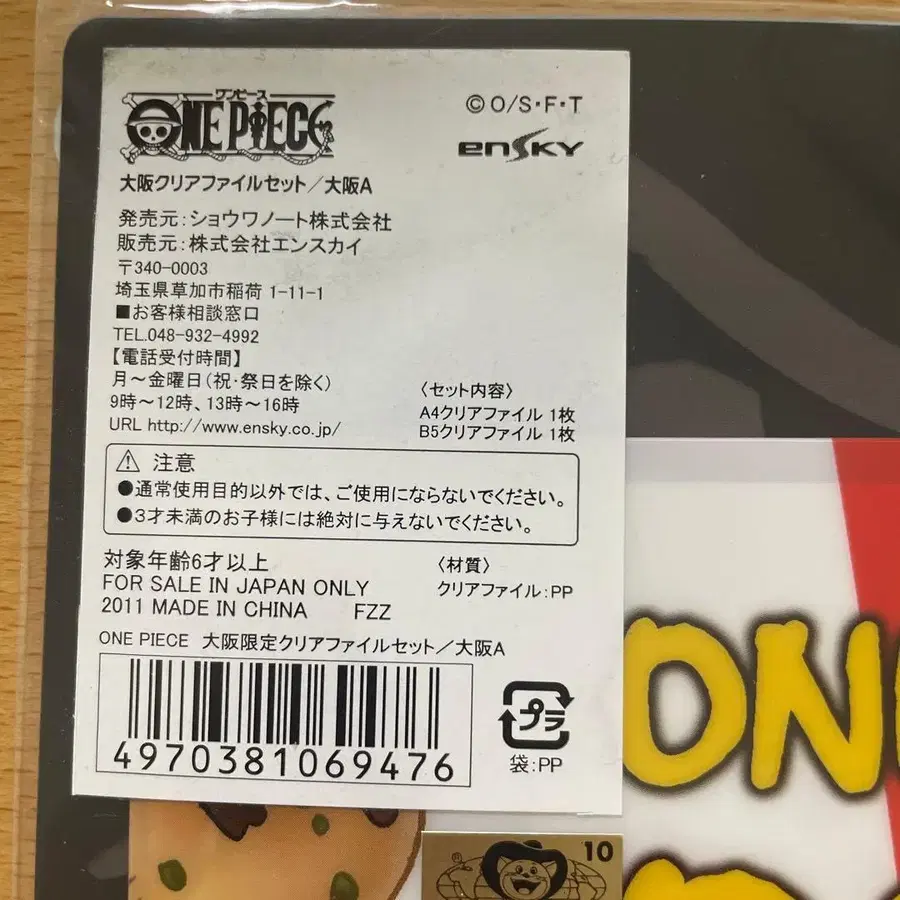 ワンピース
ONE PIECE
©O/S・F・T
ensky
大阪クリアファイルセット／大阪A
発売元：ショウワノート株式会社
販売元：株式会社エンスカイ
〒340-0003
埼玉県草加市稲荷 1-11-1
■お客様相談窓口
TEL.048-932-4992
【電話受付時間】
月～金曜日（祝・祭日を除く）
9時～12時、13時～16時
URL http://www.ensky.co.jp/
〈セット内容〉
A4クリアファイル 1枚
B5クリアファイル 1枚
注意
●通常使用目的以外では、ご使用にならないでください。
●3才未満のお子様には絶対に与えないでください。
対象年齢6才以上
FOR SALE IN JAPAN ONLY
2011 MADE IN CHINA FZZ
〈材質〉
クリアファイル：PP
ONE PIECE 大阪限定クリアファイルセット／大阪A
4970381069476
プラ
袋：PP
ON
10